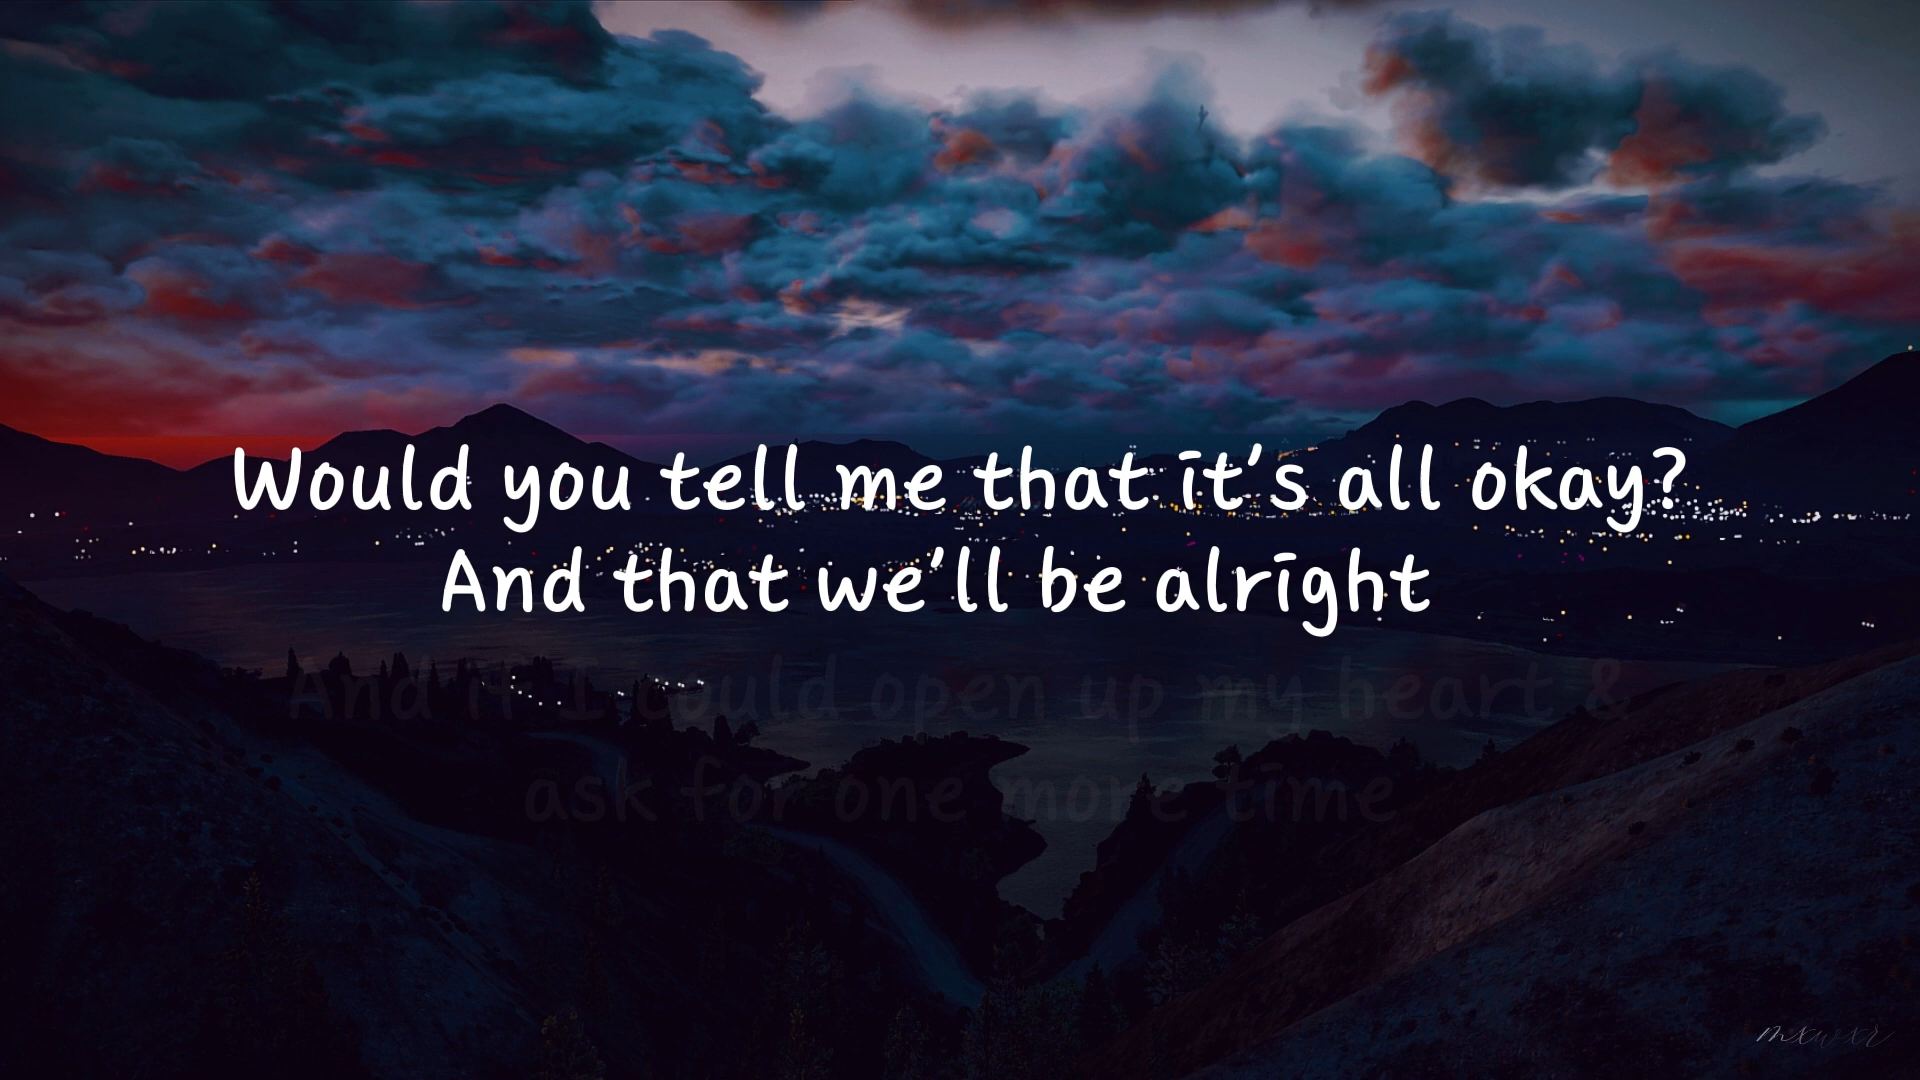 Would you tell me that it's all okay?
And that we'll be alright
And if I could open up my heart &
ask for one more time
mxwxr